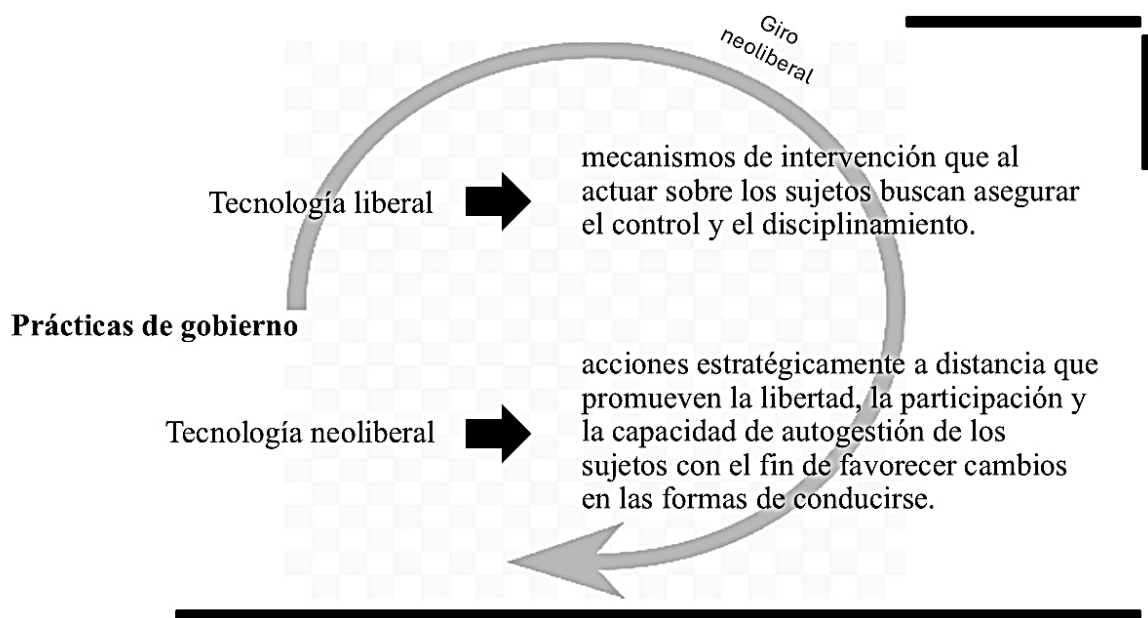 Giro
neoliberal
Tecnología liberal
mecanismos de intervención que al
actuar sobre los sujetos buscan asegurar
el control y el disciplinamiento.
Prácticas de gobierno
Tecnología neoliberal
acciones estratégicamente a distancia que
promueven la libertad, la participación y
la capacidad de autogestión de los
sujetos con el fin de favorecer cambios
en las formas de conducirse.